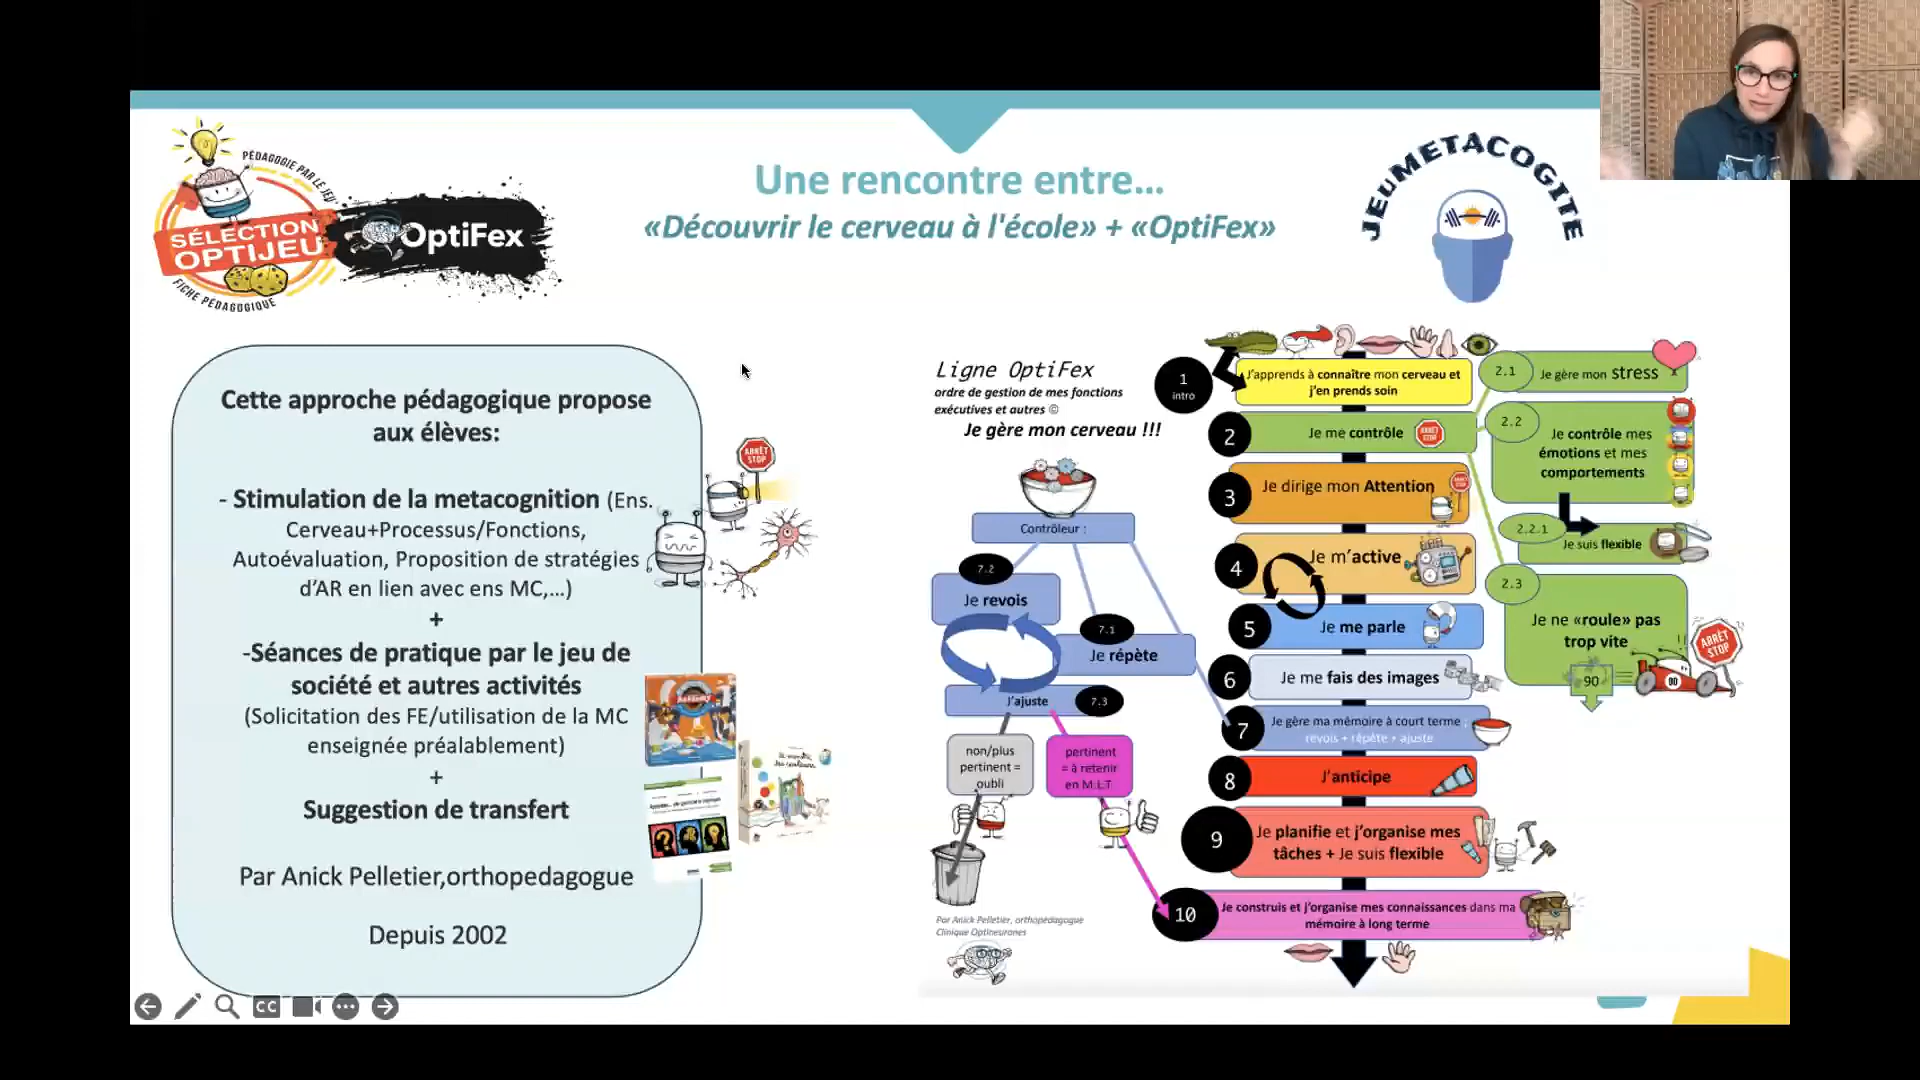 PÉDAGOGIE PAR LE JEU
SÉLECTION
OPTIJEU
FICHE PÉDAGOGIQUE
OptiFex
Une rencontre entre...
«Découvrir le cerveau à l'école» + «OptiFex»
JEUMETACOGITE
Cette approche pédagogique propose
aux élèves:
- Stimulation de la metacognition (Ens.
Cerveau+Processus/Fonctions,
Autoévaluation, Proposition de stratégies
d'AR en lien avec ens MC,...)
+
-Séances de pratique par le jeu de
société et autres activités
(Solicitation des FE/utilisation de la MC
enseignée préalablement)
+
Suggestion de transfert
Par Anick Pelletier,orthopedagogue
Depuis 2002
ARRÊT
STOP
Ligne OptiFex
ordre de gestion de mes fonctions
exécutives et autres ©
Je gère mon cerveau !!!
Contrôleur :
7.2
Je revois
7.1
Je répète
J'ajuste
7.3
non/plus
pertinent =
oubli
pertinent
= à retenir
en M.L.T.
Par Anick Pelletier, orthopédagogue
Clinique Optineurones
1
intro
J'apprends à connaître mon cerveau et
j'en prends soin
2
Je me contrôle
ARRÊT
STOP
3
Je dirige mon Attention
4
Je m'active
5
Je me parle
6
Je me fais des images
7
Je gère ma mémoire à court terme :
revois + répète + ajuste
8
J'anticipe
9
Je planifie et j'organise mes
tâches + Je suis flexible
10
Je construis et j'organise mes connaissances dans ma
mémoire à long terme
2.1
Je gère mon stress
2.2
Je contrôle mes
émotions et mes
comportements
2.2.1
Je suis flexible
2.3
Je ne «roule» pas
trop vite
90
ARRÊT
STOP
90
CC